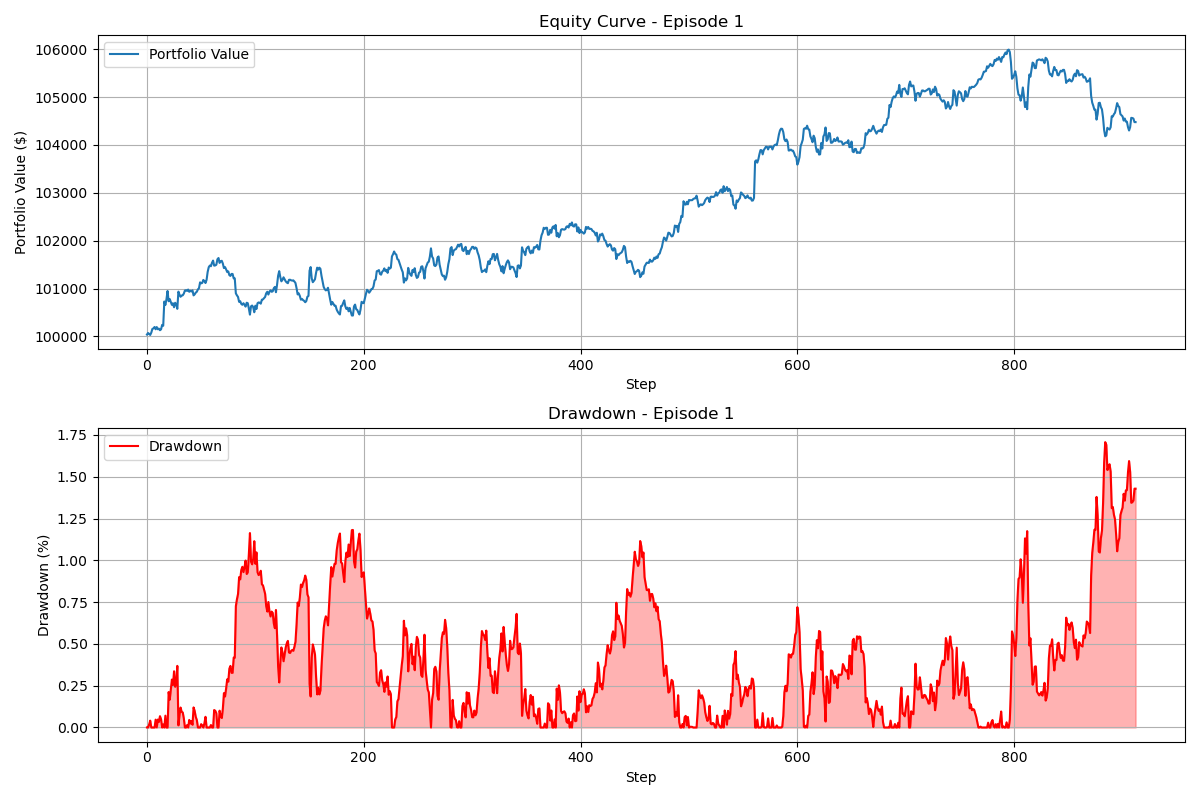 Equity Curve - Episode 1
Portfolio Value ($)
106000
105000
104000
103000
102000
101000
100000
Portfolio Value
0 200 400 600 800
Step
Drawdown - Episode 1
Drawdown (%)
1.75
1.50
1.25
1.00
0.75
0.50
0.25
0.00
Drawdown
0 200 400 600 800
Step